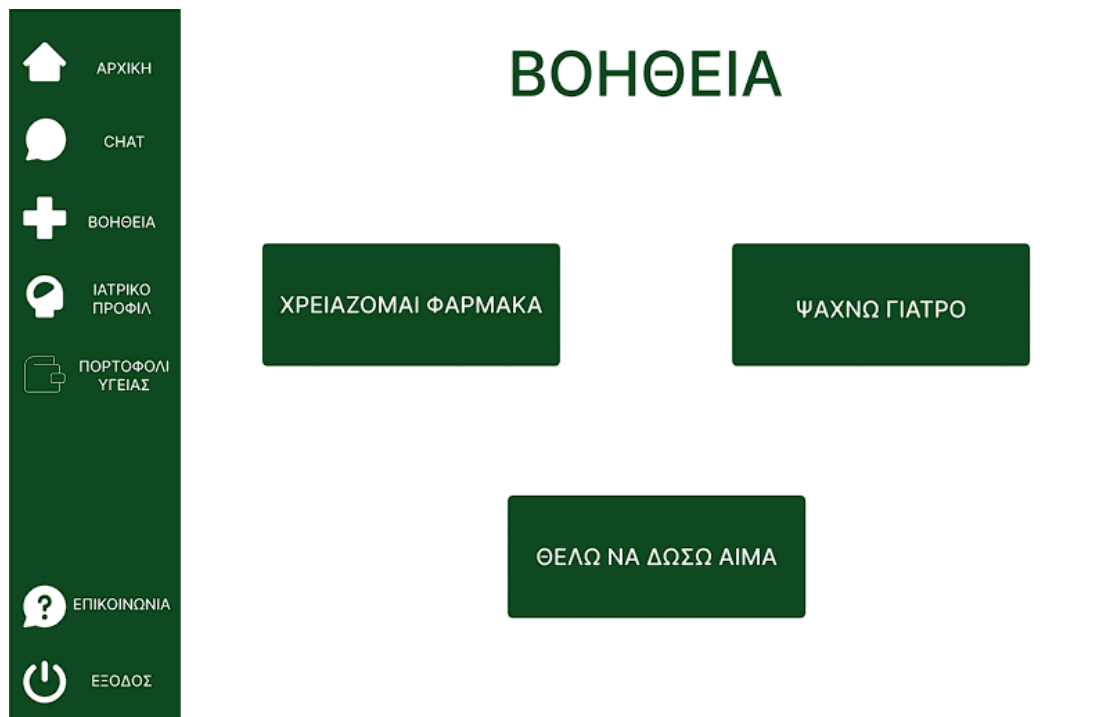 ΑΡΧΙΚΗ
CHAT
ΒΟΗΘΕΙΑ
ΙΑΤΡΙΚΟ
ΠΡΟΦΙΛ
ΠΟΡΤΟΦΟΛΙ
ΥΓΕΙΑΣ
ΕΠΙΚΟΙΝΩΝΙΑ
ΕΞΟΔΟΣ
ΒΟΗΘΕΙΑ
ΧΡΕΙΑΖΟΜΑΙ ΦΑΡΜΑΚΑ
ΨΑΧΝΩ ΓΙΑΤΡΟ
ΘΕΛΩ ΝΑ ΔΩΣΩ ΑΙΜΑ